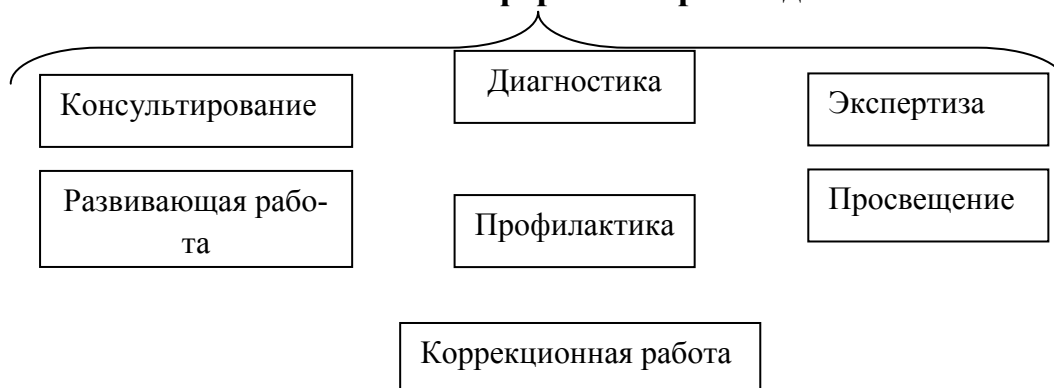 Консультирование
Диагностика
Экспертиза
Развивающая рабо-
та
Профилактика
Просвещение
Коррекционная работа